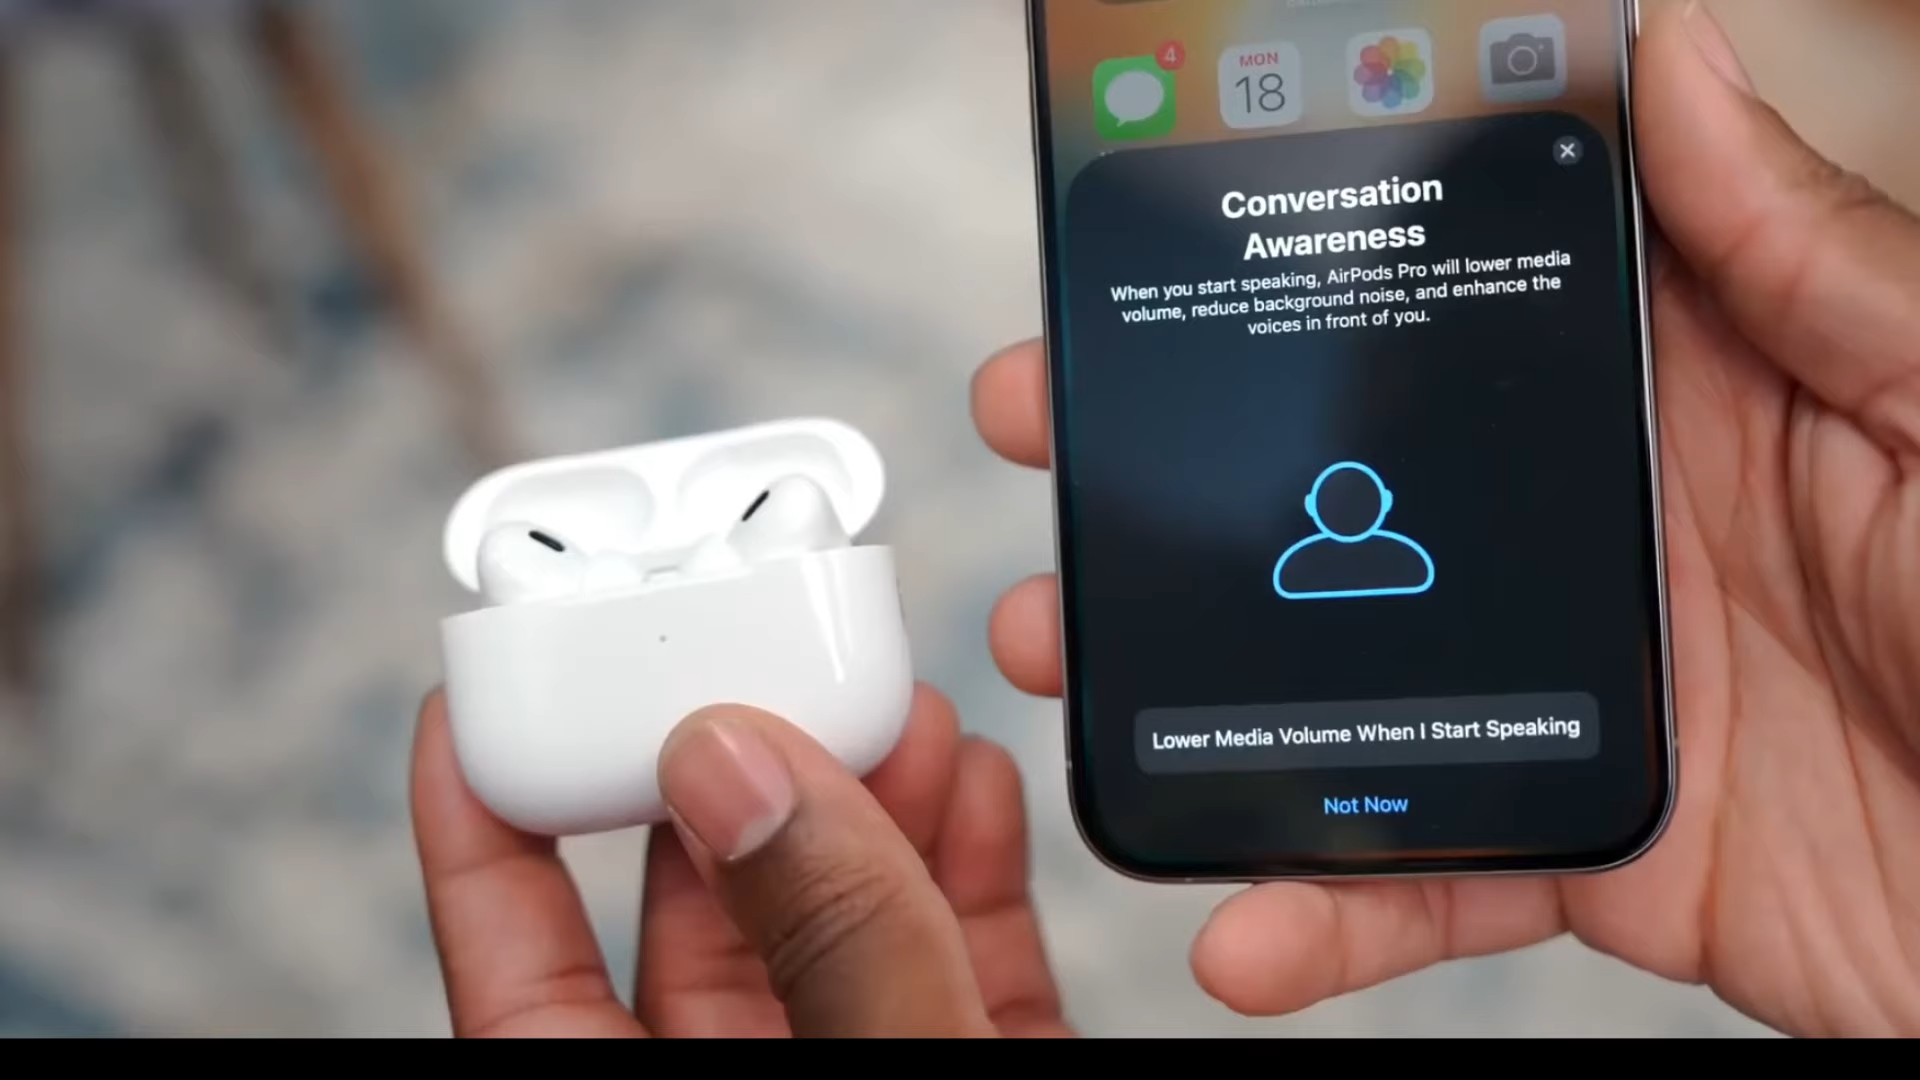 4
MON
18
Conversation
Awareness
When you start speaking, AirPods Pro will lower media
volume, reduce background noise, and enhance the
voices in front of you.
Lower Media Volume When I Start Speaking
Not Now